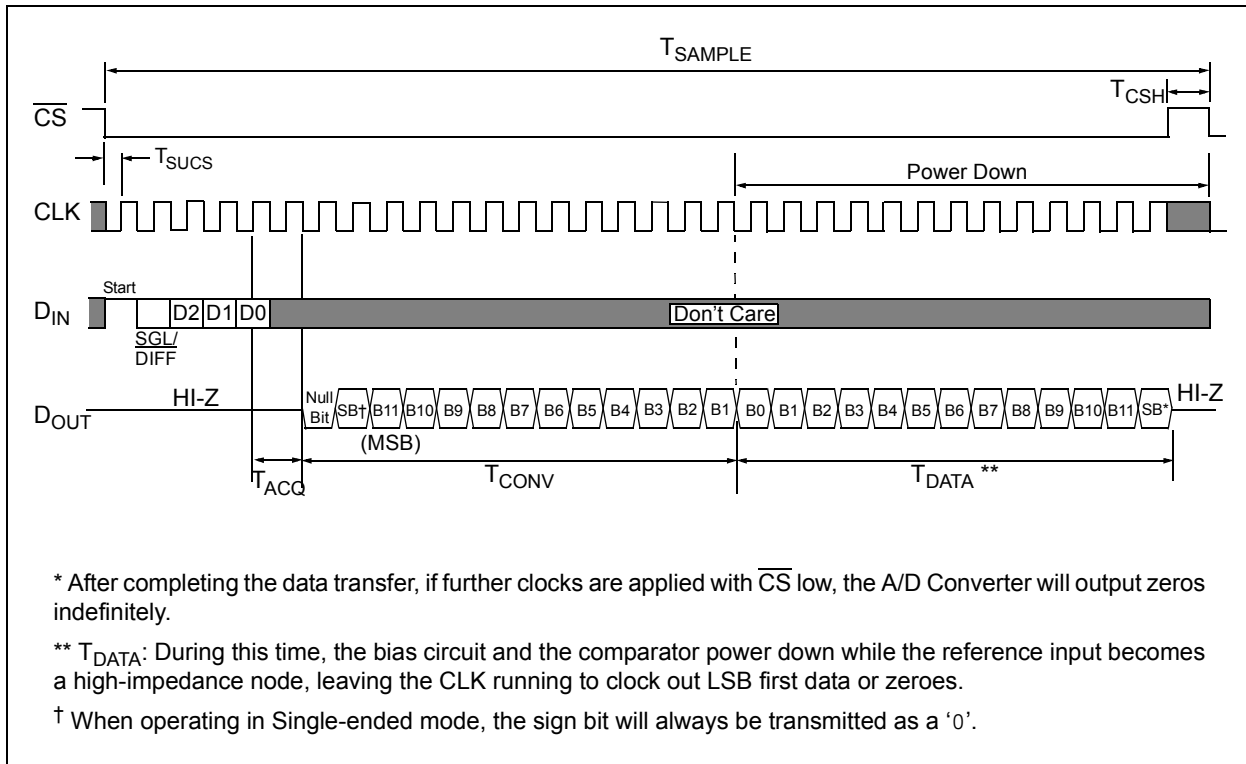 TSAMPLE
TCSH
CS
TSUCS
Power Down
CLK
Start
DIN
D2 D1 D0
Don't Care
SGL/
DIFF
HI-Z
HI-Z
DOUT
Null
Bit
SB† B11 B10 B9 B8 B7 B6 B5 B4 B3 B2 B1 B0 B1 B2 B3 B4 B5 B6 B7 B8 B9 B10 B11 SB*
(MSB)
TACQ
TCONV
TDATA **
* After completing the data transfer, if further clocks are applied with CS low, the A/D Converter will output zeros
indefinitely.
** TDATA: During this time, the bias circuit and the comparator power down while the reference input becomes
a high-impedance node, leaving the CLK running to clock out LSB first data or zeroes.
† When operating in Single-ended mode, the sign bit will always be transmitted as a '0'.